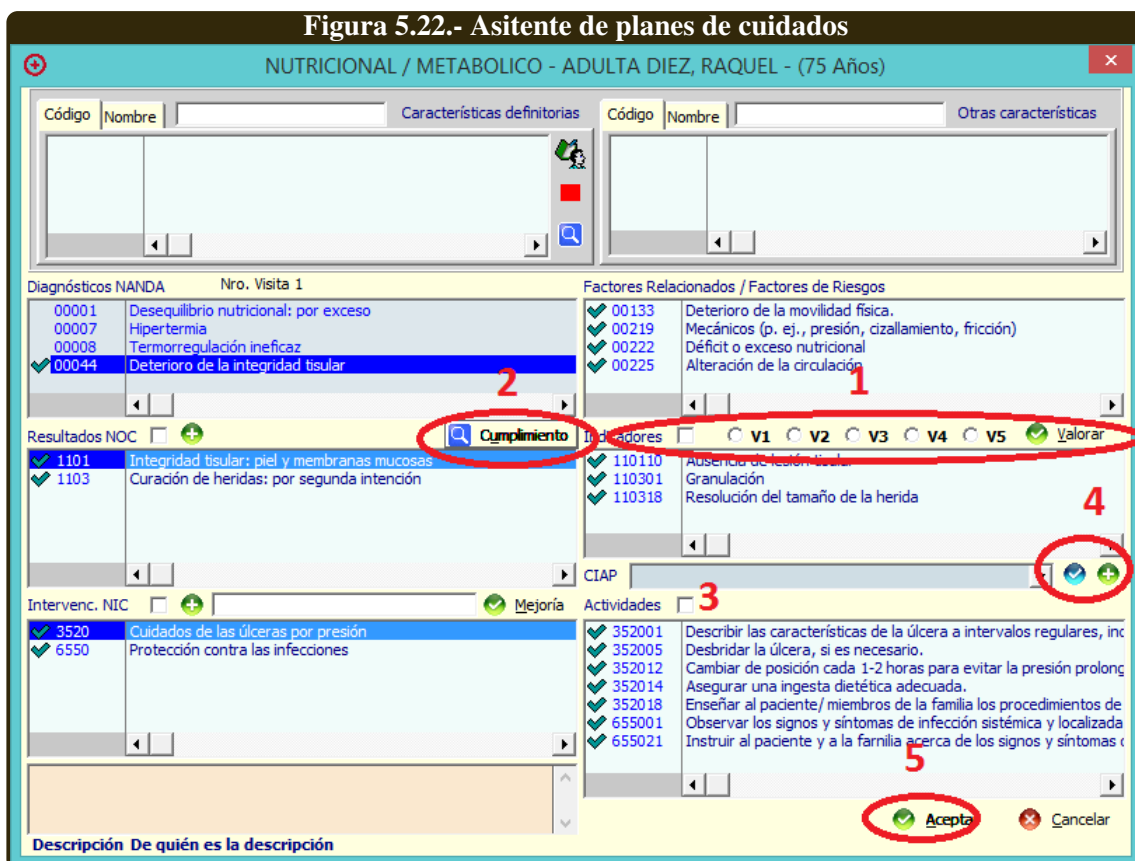 Figura 5.22.- Asitente de planes de cuidados
NUTRICIONAL / METABOLICO - ADULTA DIEZ, RAQUEL - (75 Años)
Código Nombre Características definitorias
Código Nombre Otras características
Diagnósticos NANDA Nro. Visita 1
00001 Desequilibrio nutricional: por exceso
00007 Hipertermia
00008 Termorregulación ineficaz
00044 Deterioro de la integridad tisular
2
Factores Relacionados / Factores de Riesgos
00133 Deterioro de la movilidad física.
00219 Mecánicos (p. ej., presión, cizallamiento, fricción)
00222 Déficit o exceso nutricional
00225 Alteración de la circulación
1
Resultados NOC Cumplimiento
1101 Integridad tisular: piel y membranas mucosas
1103 Curación de heridas: por segunda intención
Indicadores V1 V2 V3 V4 V5 Valorar
110110 Ausencia de lesión tisular
110301 Granulación
110318 Resolución del tamaño de la herida
4
CIAP
Intervenc. NIC Mejoría
3520 Cuidados de las úlceras por presión
6550 Protección contra las infecciones
Actividades 3
352001 Describir las características de la úlcera a intervalos regulares, inc
352005 Desbridar la úlcera, si es necesario.
352012 Cambiar de posición cada 1-2 horas para evitar la presión prolong
352014 Asegurar una ingesta dietética adecuada.
352018 Enseñar al paciente/ miembros de la familia los procedimientos de
655001 Observar los signos y síntomas de infección sistémica y localizada
655021 Instruir al paciente y a la farnilia acerca de los signos y síntomas
5
Acepta Cancelar
Descripción De quién es la descripción